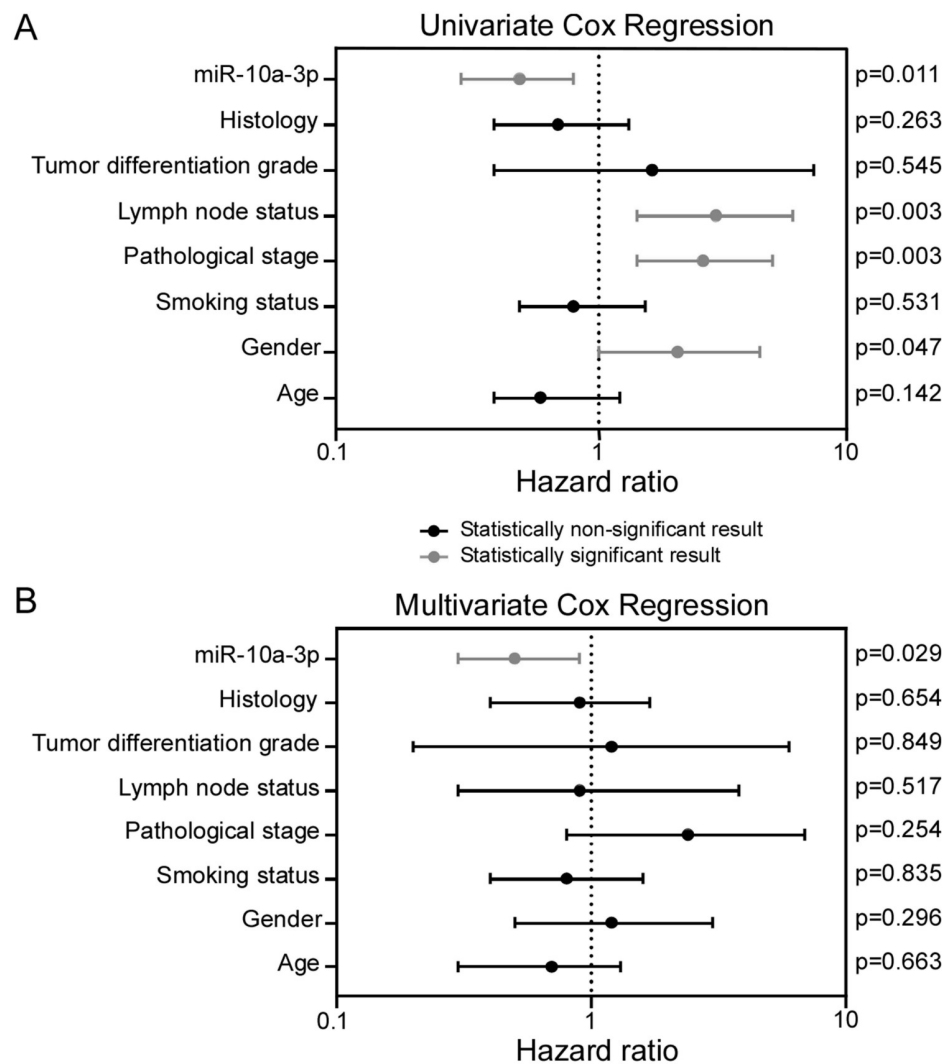 A
Univariate Cox Regression
miR-10a-3p p=0.011
Histology p=0.263
Tumor differentiation grade p=0.545
Lymph node status p=0.003
Pathological stage p=0.003
Smoking status p=0.531
Gender p=0.047
Age p=0.142
0.1 1 10
Hazard ratio
Statistically non-significant result
Statistically significant result
B
Multivariate Cox Regression
miR-10a-3p p=0.029
Histology p=0.654
Tumor differentiation grade p=0.849
Lymph node status p=0.517
Pathological stage p=0.254
Smoking status p=0.835
Gender p=0.296
Age p=0.663
0.1 1 10
Hazard ratio